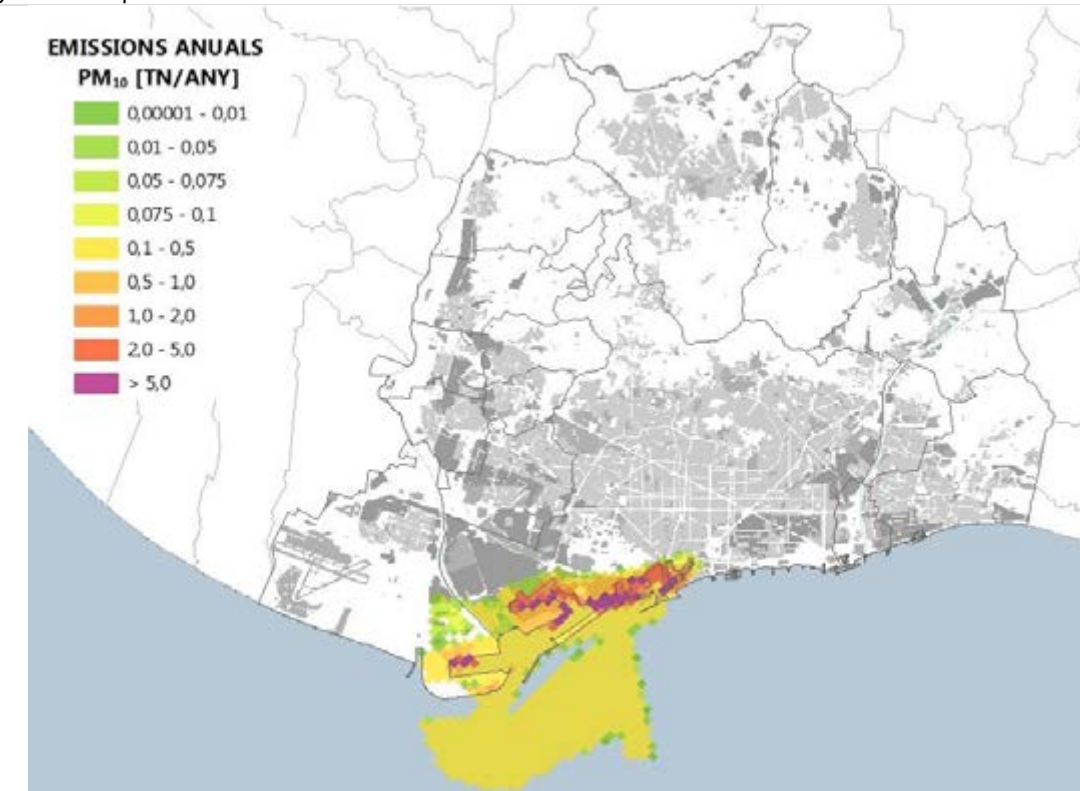 EMISSIONS ANUALS
PM₁₀ [TN/ANY]
0,00001 - 0,01
0,01 - 0,05
0,05 - 0,075
0,075 - 0,1
0,1 - 0,5
0,5 - 1,0
1,0 - 2,0
2,0 - 5,0
> 5,0